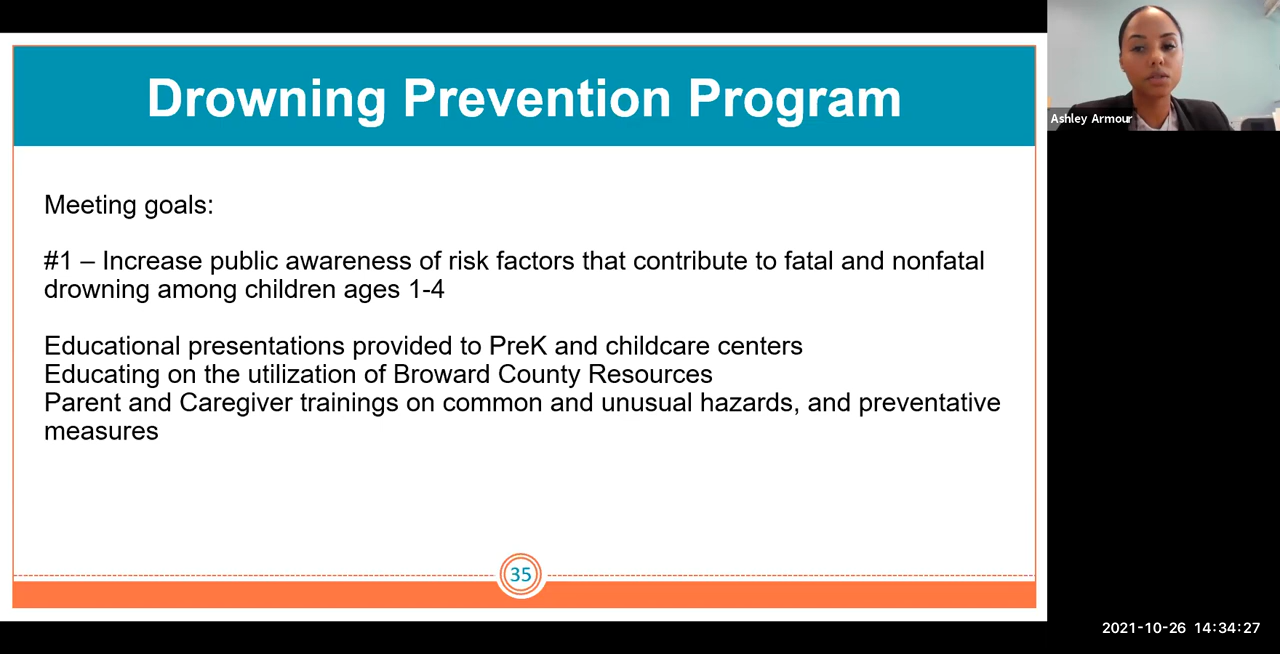 Drowning Prevention Program
Ashley Armour
Meeting goals:
#1 – Increase public awareness of risk factors that contribute to fatal and nonfatal
drowning among children ages 1-4
Educational presentations provided to PreK and childcare centers
Educating on the utilization of Broward County Resources
Parent and Caregiver trainings on common and unusual hazards, and preventative
measures
35
2021-10-26 14:34:27